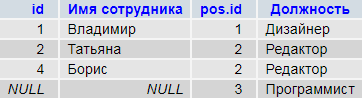 id Имя сотрудника pos.id Должность
1 Владимир 1 Дизайнер
2 Татьяна 2 Редактор
4 Борис 2 Редактор
NULL NULL 3 Программист